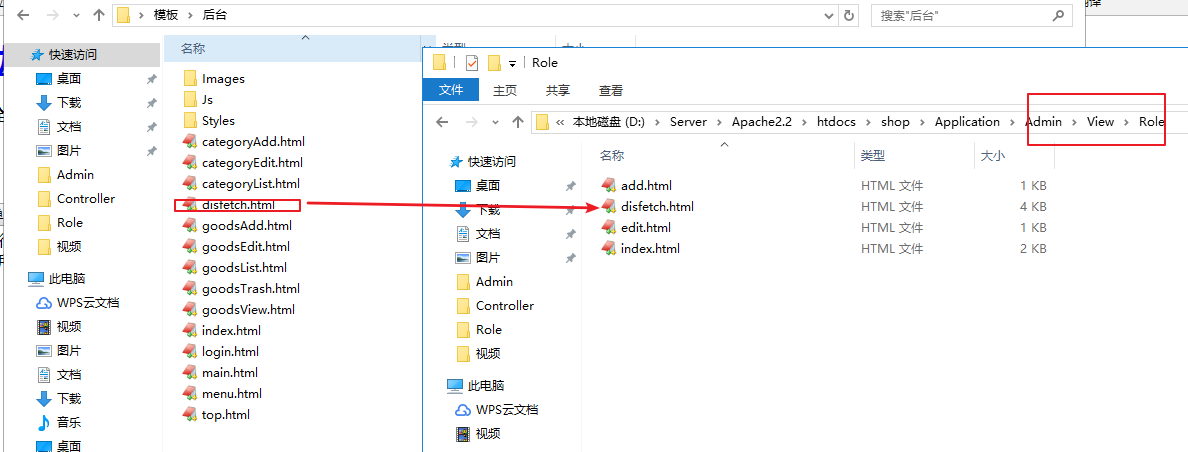 模板 › 后台
搜索"后台"
名称
类型
大小
快速访问
桌面
下载
文档
图片
Admin
Controller
Role
视频
此电脑
WPS云文档
视频
图片
文档
下载
音乐
桌面
Images
Js
Styles
categoryAdd.html
categoryEdit.html
categoryList.html
disfetch.html
goodsAdd.html
goodsEdit.html
goodsList.html
goodsTrash.html
goodsView.html
index.html
login.html
main.html
menu.html
top.html
Role
文件 主页 共享 查看
« 本地磁盘 (D:) › Server › Apache2.2 › htdocs › shop › Application › Admin › View › Role
名称 类型 大小
快速访问
桌面
下载
文档
图片
Admin
Controller
Role
视频
此电脑
WPS云文档
视频
add.html HTML 文件 1 KB
disfetch.html HTML 文件 4 KB
edit.html HTML 文件 1 KB
index.html HTML 文件 2 KB